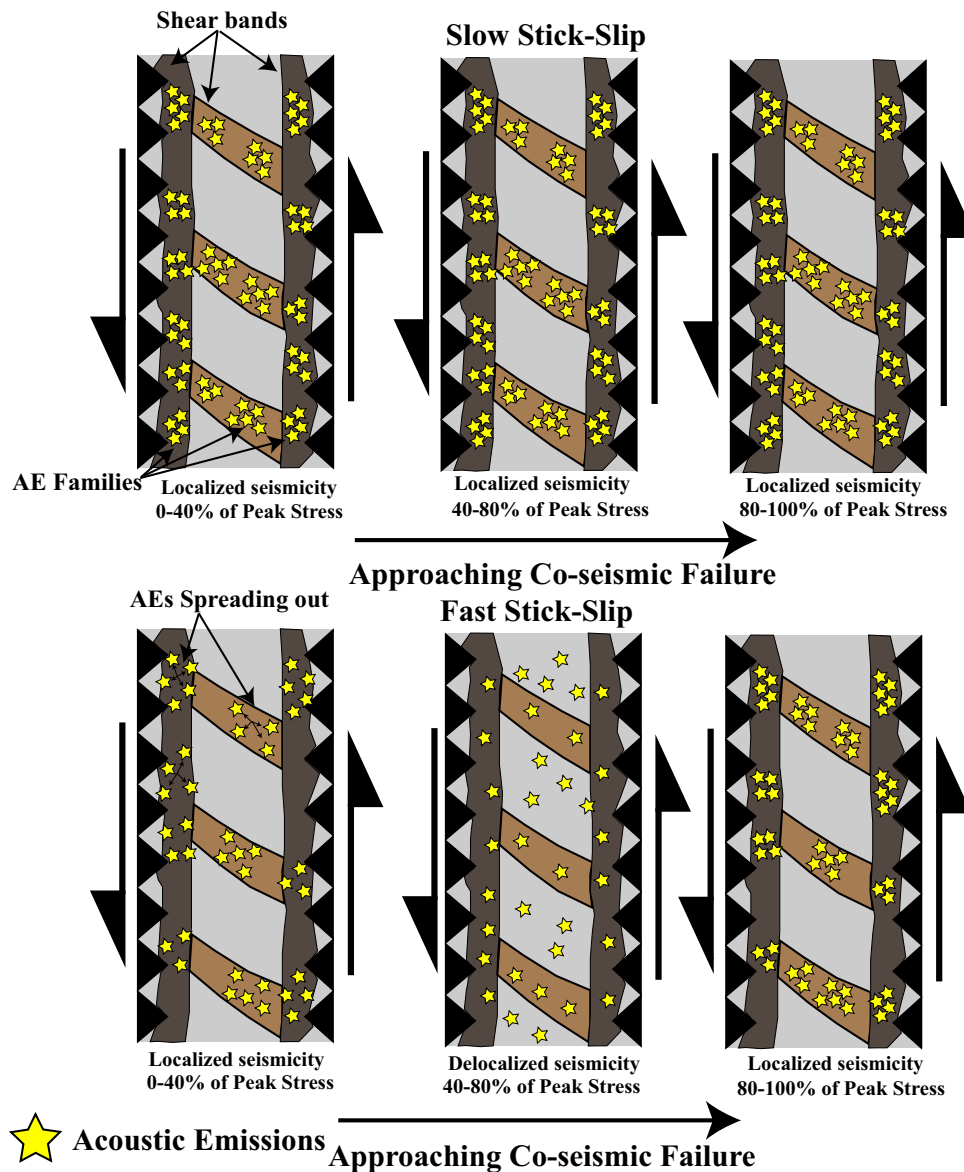 Shear bands
Slow Stick-Slip
AE Families
Localized seismicity
0-40% of Peak Stress
Localized seismicity
40-80% of Peak Stress
Localized seismicity
80-100% of Peak Stress
Approaching Co-seismic Failure
AEs Spreading out
Fast Stick-Slip
Localized seismicity
0-40% of Peak Stress
Delocalized seismicity
40-80% of Peak Stress
Localized seismicity
80-100% of Peak Stress
Acoustic Emissions
Approaching Co-seismic Failure